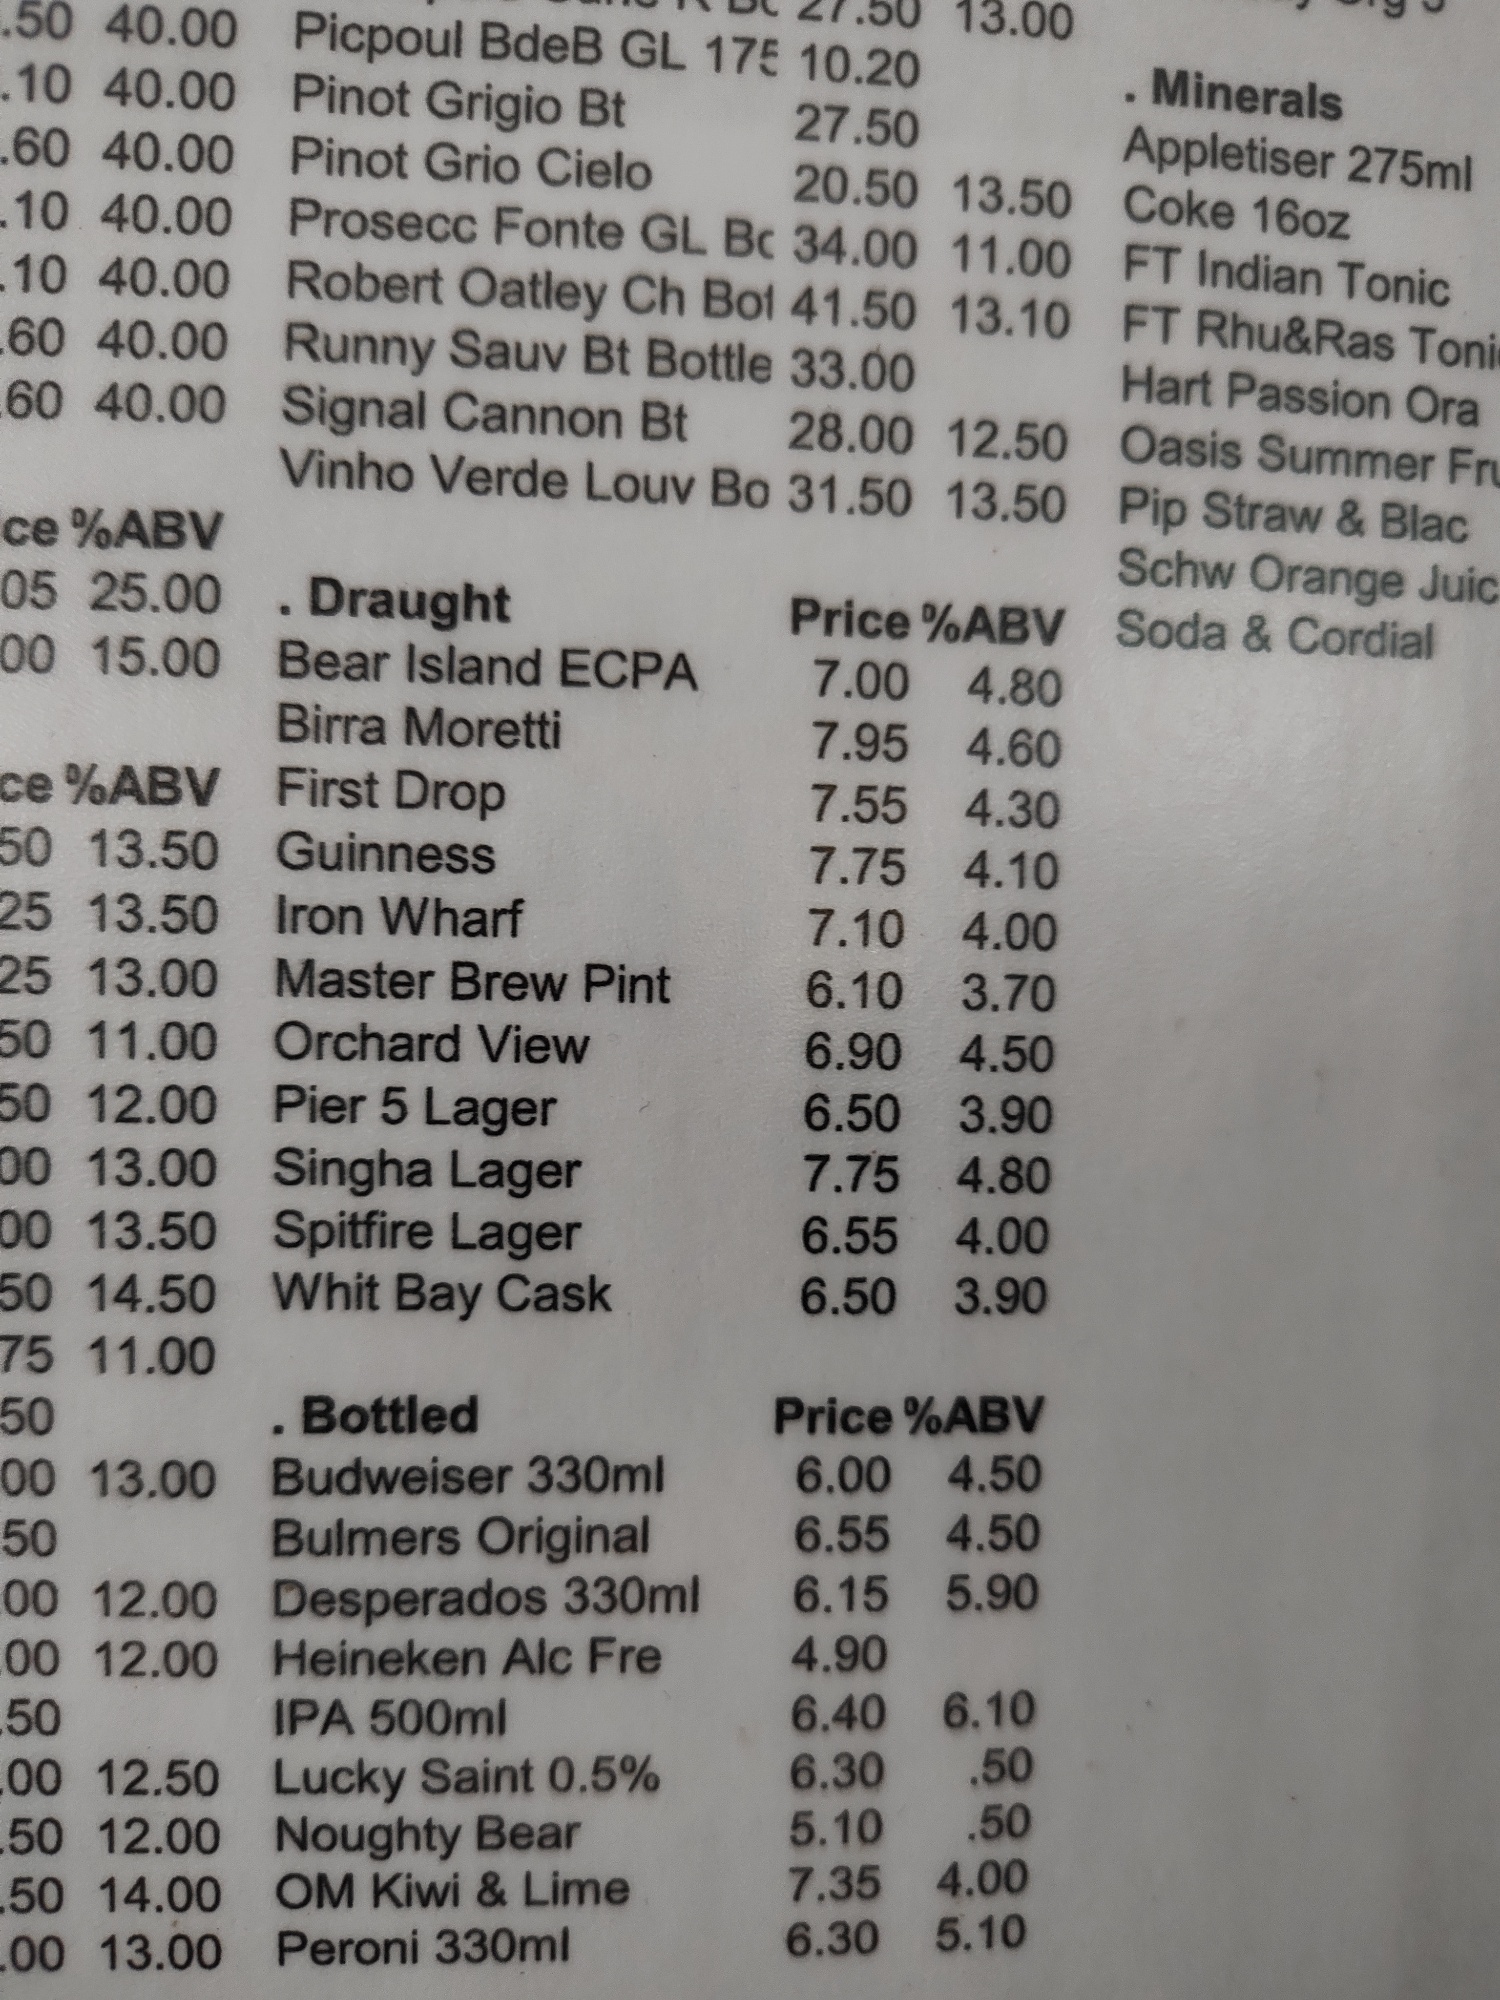 .50 40.00
.10 40.00
.60 40.00
.10 40.00
.10 40.00
.60 40.00
.60 40.00
ce %ABV
05 25.00
00 15.00
ce %ABV
50 13.50
25 13.50
25 13.00
50 11.00
50 12.00
00 13.00
00 13.50
50 14.50
75 11.00
50
00 13.00
.50
.00 12.00
.00 12.00
.50
.00 12.50
.50 12.00
.50 14.00
.00 13.00
27.50 13.00
Picpoul BdeB GL 175 10.20
Pinot Grigio Bt 27.50
Pinot Grio Cielo 20.50 13.50
Prosecc Fonte GL Bo 34.00 11.00
Robert Oatley Ch Bot 41.50 13.10
Runny Sauv Bt Bottle 33.00
Signal Cannon Bt 28.00 12.50
Vinho Verde Louv Bo 31.50 13.50
. Draught Price %ABV
Bear Island ECPA 7.00 4.80
Birra Moretti 7.95 4.60
First Drop 7.55 4.30
Guinness 7.75 4.10
Iron Wharf 7.10 4.00
Master Brew Pint 6.10 3.70
Orchard View 6.90 4.50
Pier 5 Lager 6.50 3.90
Singha Lager 7.75 4.80
Spitfire Lager 6.55 4.00
Whit Bay Cask 6.50 3.90
. Bottled Price %ABV
Budweiser 330ml 6.00 4.50
Bulmers Original 6.55 4.50
Desperados 330ml 6.15 5.90
Heineken Alc Fre 4.90
IPA 500ml 6.40 6.10
Lucky Saint 0.5% 6.30 .50
Noughty Bear 5.10 .50
OM Kiwi & Lime 7.35 4.00
Peroni 330ml 6.30 5.10
. Minerals
Appletiser 275ml
Coke 16oz
FT Indian Tonic
FT Rhu&Ras Tonic
Hart Passion Ora
Oasis Summer Fru
Pip Straw & Blac
Schw Orange Juic
Soda & Cordial